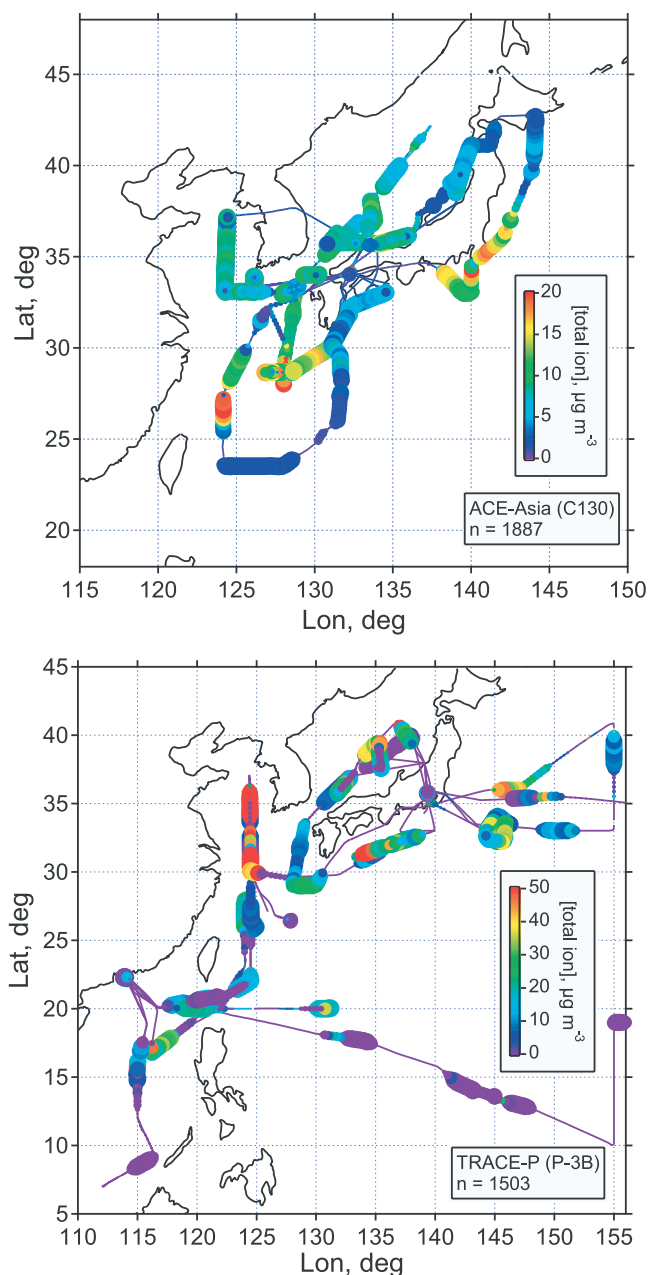 45
40
35
30
25
20
Lat, deg
20
15
10
5
0
[total ion], µg m-3
ACE-Asia (C130)
n = 1887
115 120 125 130 135 140 145 150
Lon, deg
45
40
35
30
25
20
15
10
5
Lat, deg
50
40
30
20
10
0
[total ion], µg m-3
TRACE-P (P-3B)
n = 1503
110 115 120 125 130 135 140 145 150 155
Lon, deg